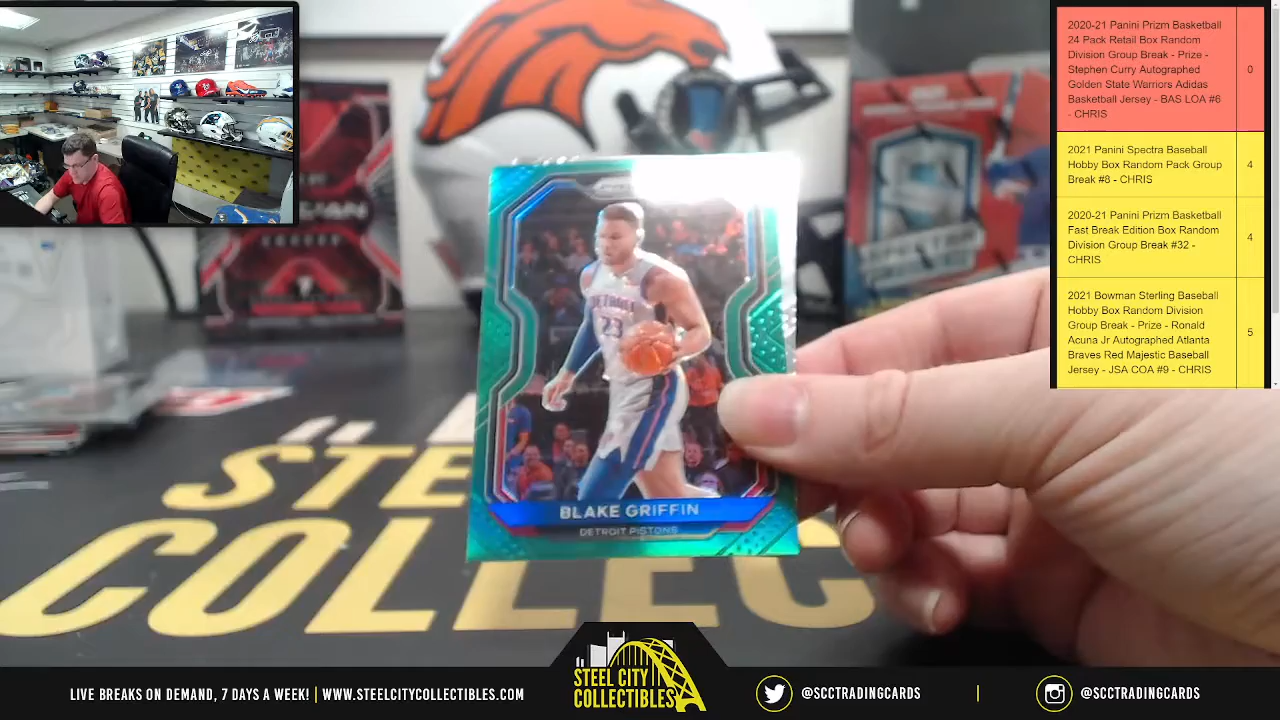 2020-21 Panini Prizm Basketball
24 Pack Retail Box Random
Division Group Break - Prize -
Stephen Curry Autographed
Golden State Warriors Adidas
Basketball Jersey - BAS LOA #6
- CHRIS
0
2021 Panini Spectra Baseball
Hobby Box Random Pack Group
Break #8 - CHRIS
4
2020-21 Panini Prizm Basketball
Fast Break Edition Box Random
Division Group Break #32 -
CHRIS
4
2021 Bowman Sterling Baseball
Hobby Box Random Division
Group Break - Prize - Ronald
Acuna Jr Autographed Atlanta
Braves Red Majestic Baseball
Jersey - JSA COA #9 - CHRIS
5
SPECTRA
DETROIT
23
BLAKE GRIFFIN
DETROIT PISTONS
STE
COLLEC
LIVE BREAKS ON DEMAND, 7 DAYS A WEEK! | WWW.STEELCITYCOLLECTIBLES.COM
STEEL CITY
COLLECTIBLES
@SCCTRADINGCARDS
@SCCTRADINGCARDS